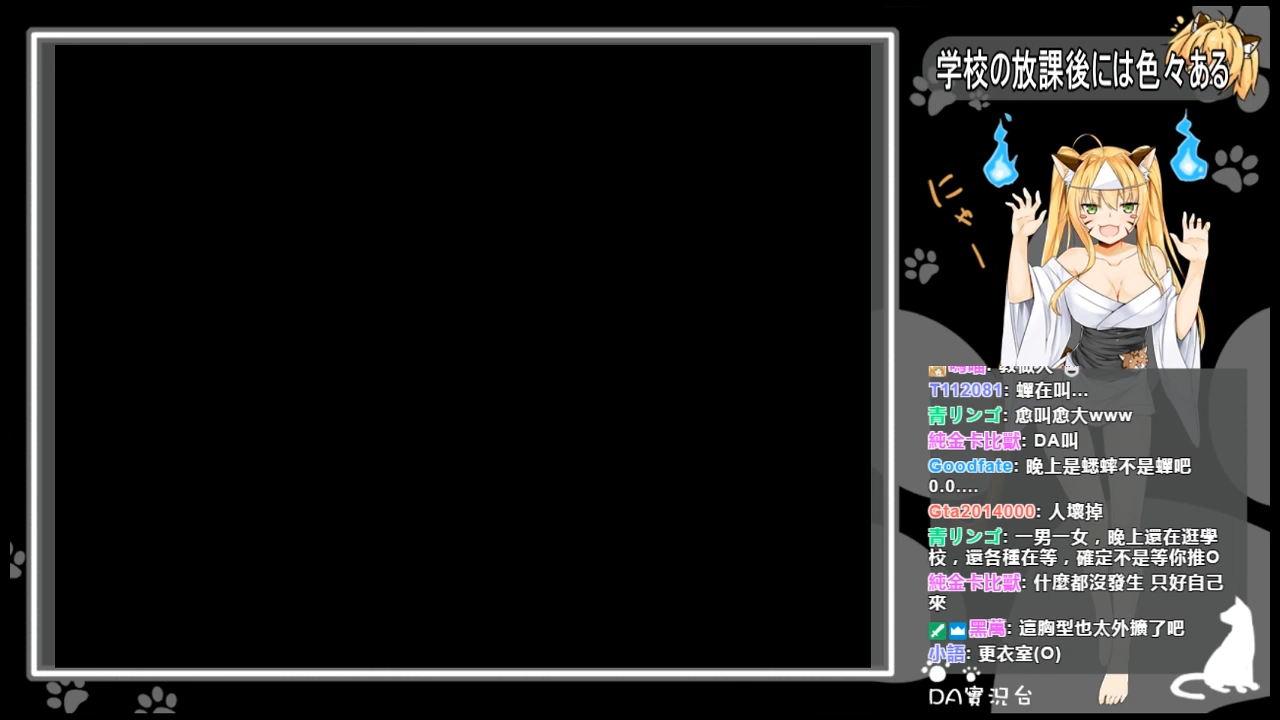 学校の放課後には色々ある
にゃー
T112081: 蟬在叫...
青リンゴ: 愈叫愈大www
純金卡比獸: DA叫
Goodfate: 晚上是蟋蟀不是蟬吧
0.0....
Gta2014000: 人壞掉
青リンゴ: 一男一女，晚上還在逛學
校，還各種在等，確定不是等你推O
純金卡比獸: 什麼都沒發生 只好自己
來
黑萬: 這胸型也太外擴了吧
小語: 更衣室(O)
DA實況台